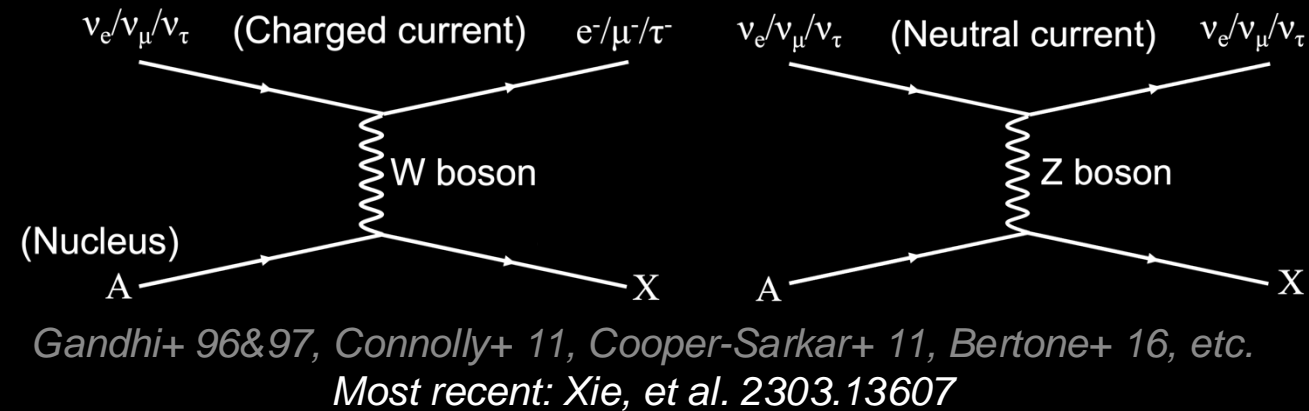 νe/νμ/ντ (Charged current) e-/μ-/τ- νe/νμ/ντ (Neutral current) νe/νμ/ντ
W boson Z boson
(Nucleus)
A X A X
Gandhi+ 96&97, Connolly+ 11, Cooper-Sarkar+ 11, Bertone+ 16, etc.
Most recent: Xie, et al. 2303.13607